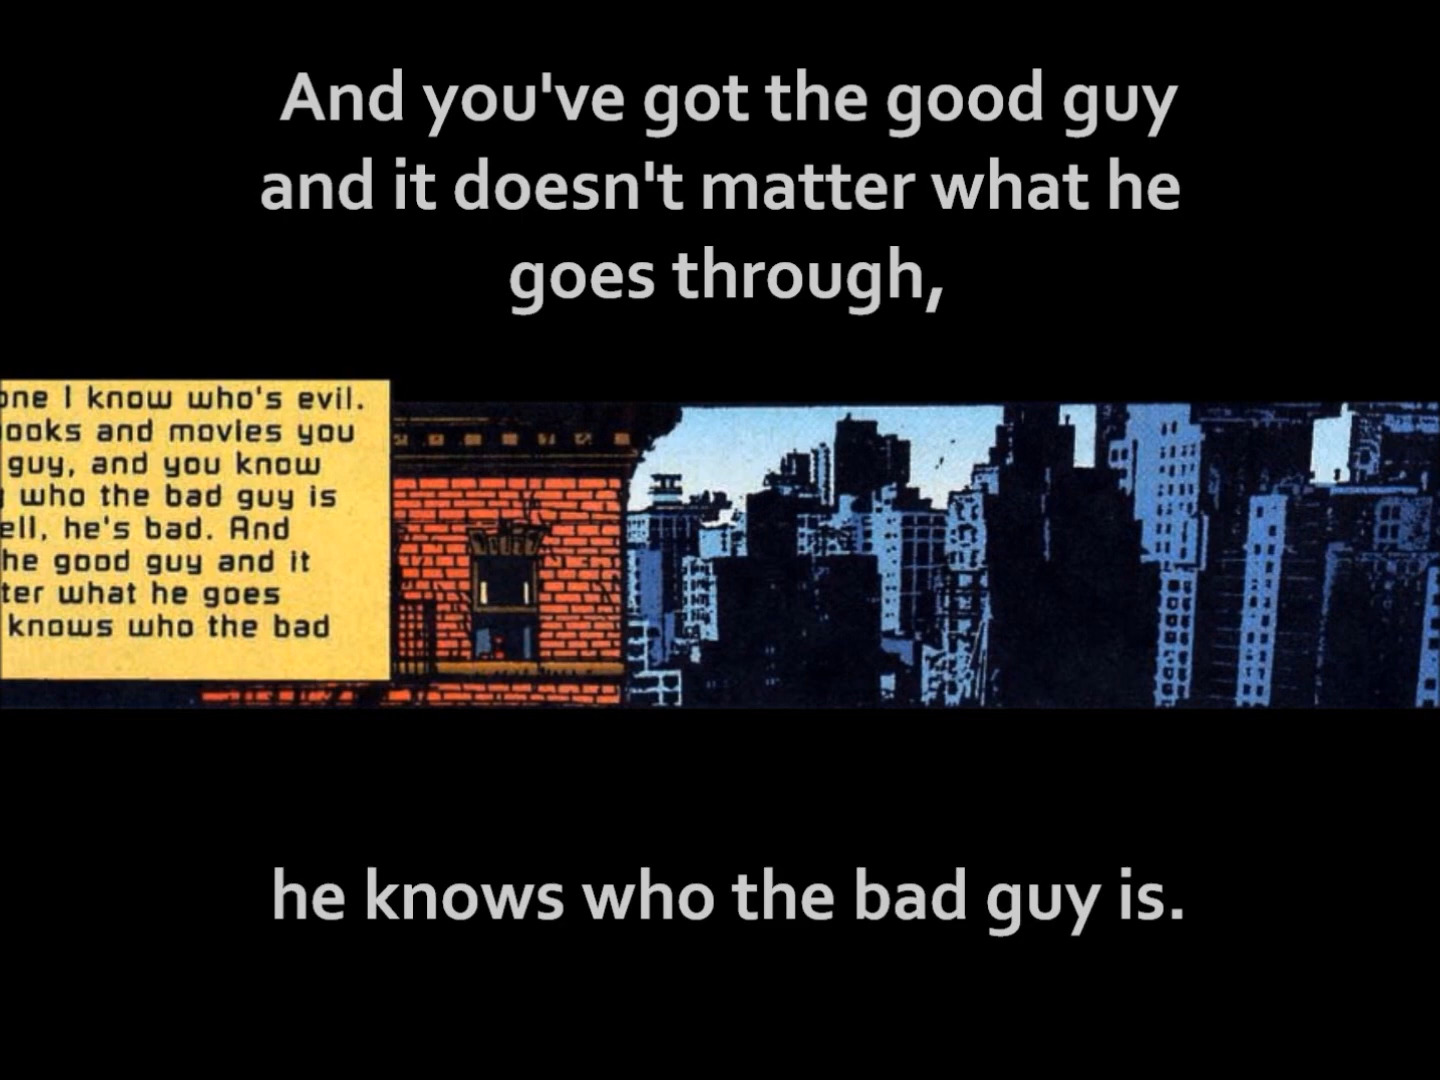 And you've got the good guy
and it doesn't matter what he
goes through,
one I know who's evil.
ooks and movies you
guy, and you know
who the bad guy is
ell, he's bad. And
he good guy and it
ter what he goes
knows who the bad
he knows who the bad guy is.